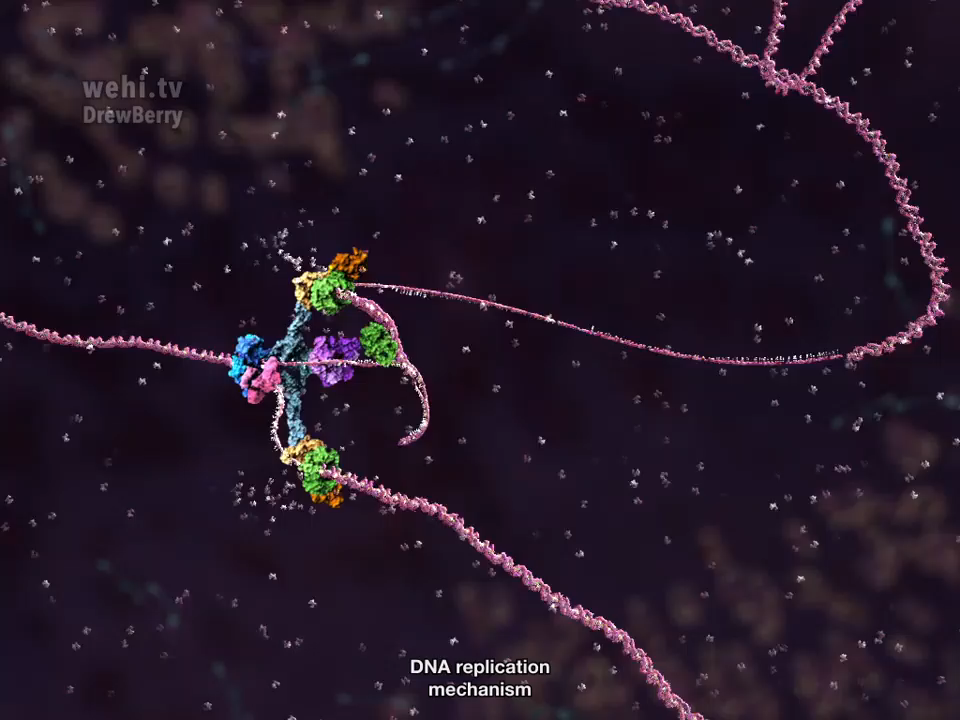 wehi.tv
DrewBerry
DNA replication
mechanism